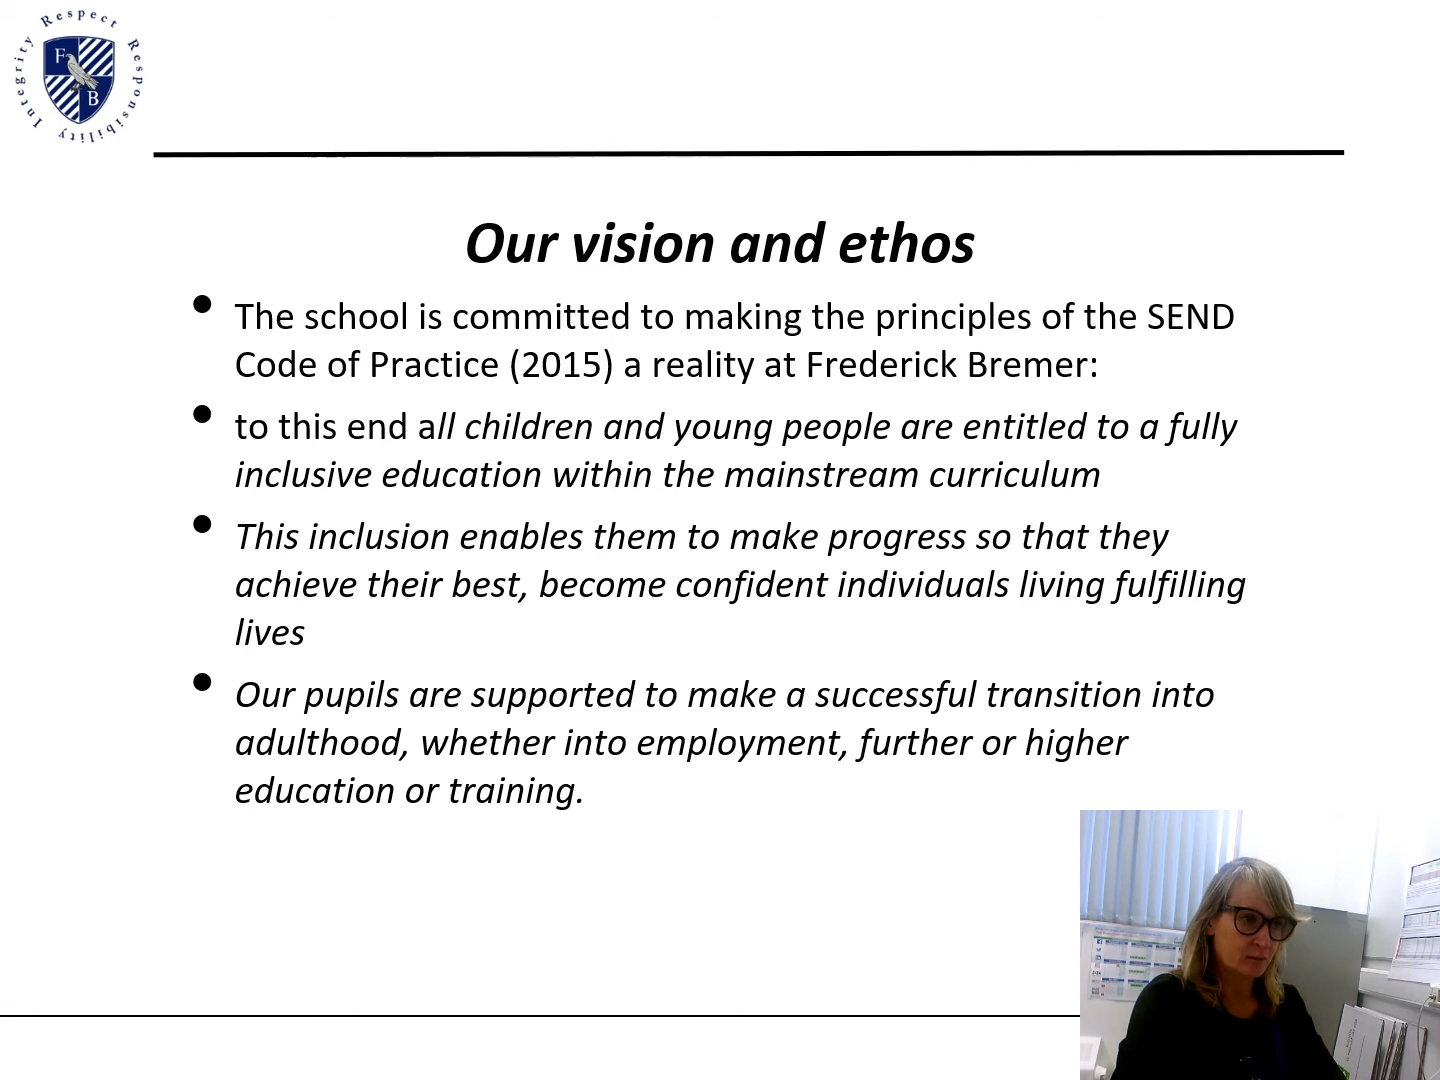 Respect Responsibility Integrity
F
B
Our vision and ethos
• The school is committed to making the principles of the SEND
Code of Practice (2015) a reality at Frederick Bremer:
• to this end all children and young people are entitled to a fully
inclusive education within the mainstream curriculum
• This inclusion enables them to make progress so that they
achieve their best, become confident individuals living fulfilling
lives
• Our pupils are supported to make a successful transition into
adulthood, whether into employment, further or higher
education or training.